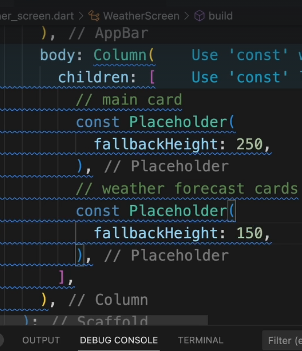 her_screen.dart > WeatherScreen > build
), // AppBar
body: Column( Use 'const' w
children: [ Use 'const' l
// main card
const Placeholder(
fallbackHeight: 250,
), // Placeholder
// weather forecast cards
const Placeholder(
fallbackHeight: 150,
), // Placeholder
],
), // Column
); // Scaffold
OUTPUT DEBUG CONSOLE TERMINAL Filter (e